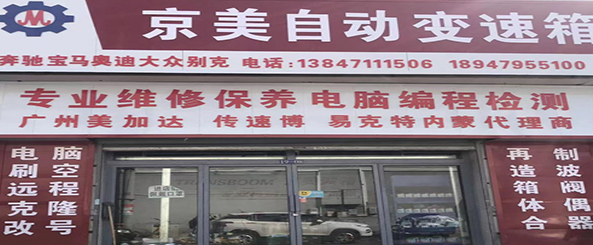 京美自动变速箱
奔驰宝马奥迪大众别克 电话:13847111506 18947955100
专业维修保养电脑编程检测
广州美加达 传速博 易克特内蒙代理商
电脑
刷空
远程
克隆
改号
再制
造波
箱阀
体偶
合器
TRANSBOOM